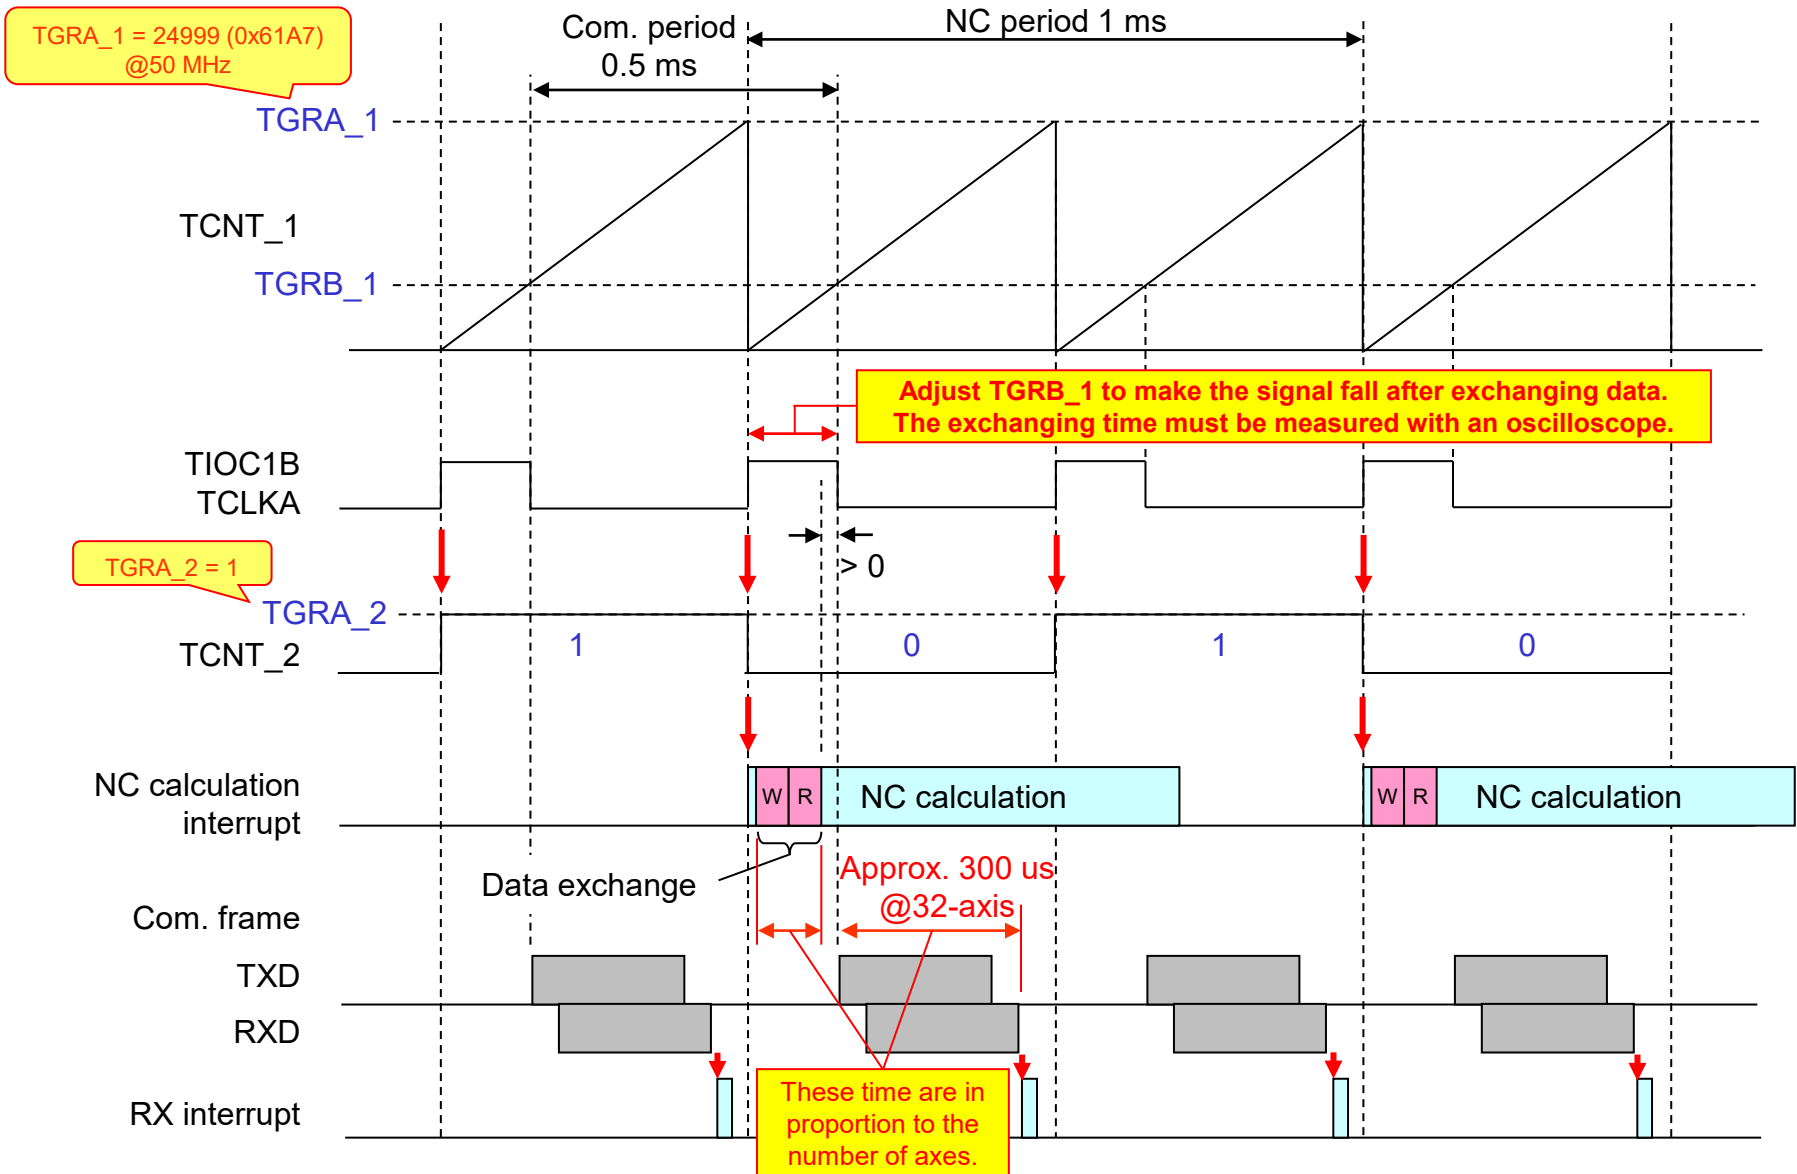 TGRA_1 = 24999 (0x61A7)
@50 MHz
Com. period
0.5 ms
NC period 1 ms
TGRA_1
TCNT_1
TGRB_1
Adjust TGRB_1 to make the signal fall after exchanging data.
The exchanging time must be measured with an oscilloscope.
TIOC1B
TCLKA
> 0
TGRA_2 = 1
TGRA_2
TCNT_2
1
0
1
0
NC calculation
interrupt
W
R
NC calculation
W
R
NC calculation
Data exchange
Approx. 300 us
@32-axis
Com. frame
TXD
RXD
RX interrupt
These time are in
proportion to the
number of axes.